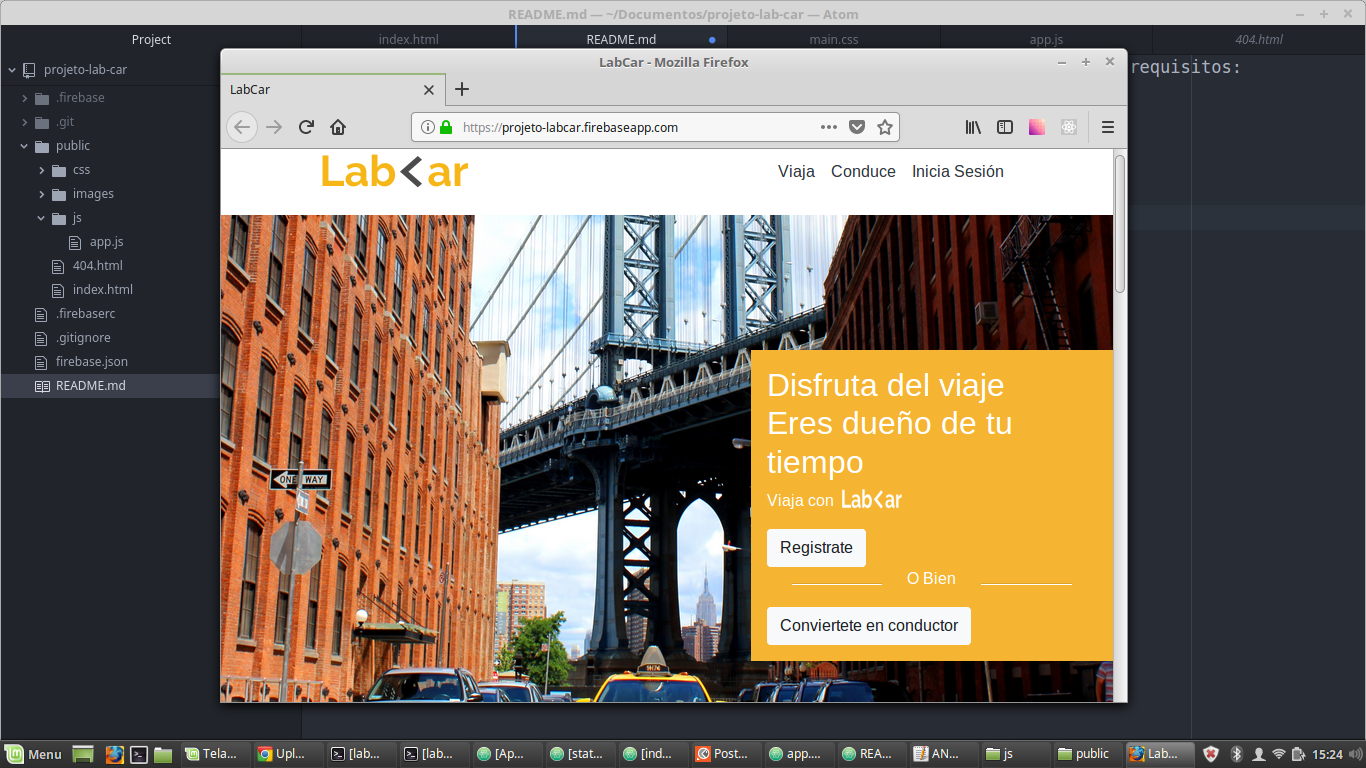 README.md — ~/Documentos/projeto-lab-car — Atom
Project
index.html
README.md
main.css
app.js
404.html
projeto-lab-car
.firebase
.git
public
css
images
js
app.js
404.html
index.html
.firebaserc
.gitignore
firebase.json
README.md
requisitos:
LabCar - Mozilla Firefox
LabCar
https://projeto-labcar.firebaseapp.com
Lab<ar
Viaja Conduce Inicia Sesión
ONE WAY
Disfruta del viaje
Eres dueño de tu
tiempo
Viaja con Lab<ar
Registrate
O Bien
Conviertete en conductor
Menu
Tela...
Upl...
[lab...
[lab...
[Ap...
[stat...
[ind...
Post...
app....
REA...
AN...
js
public
Lab...
15:24